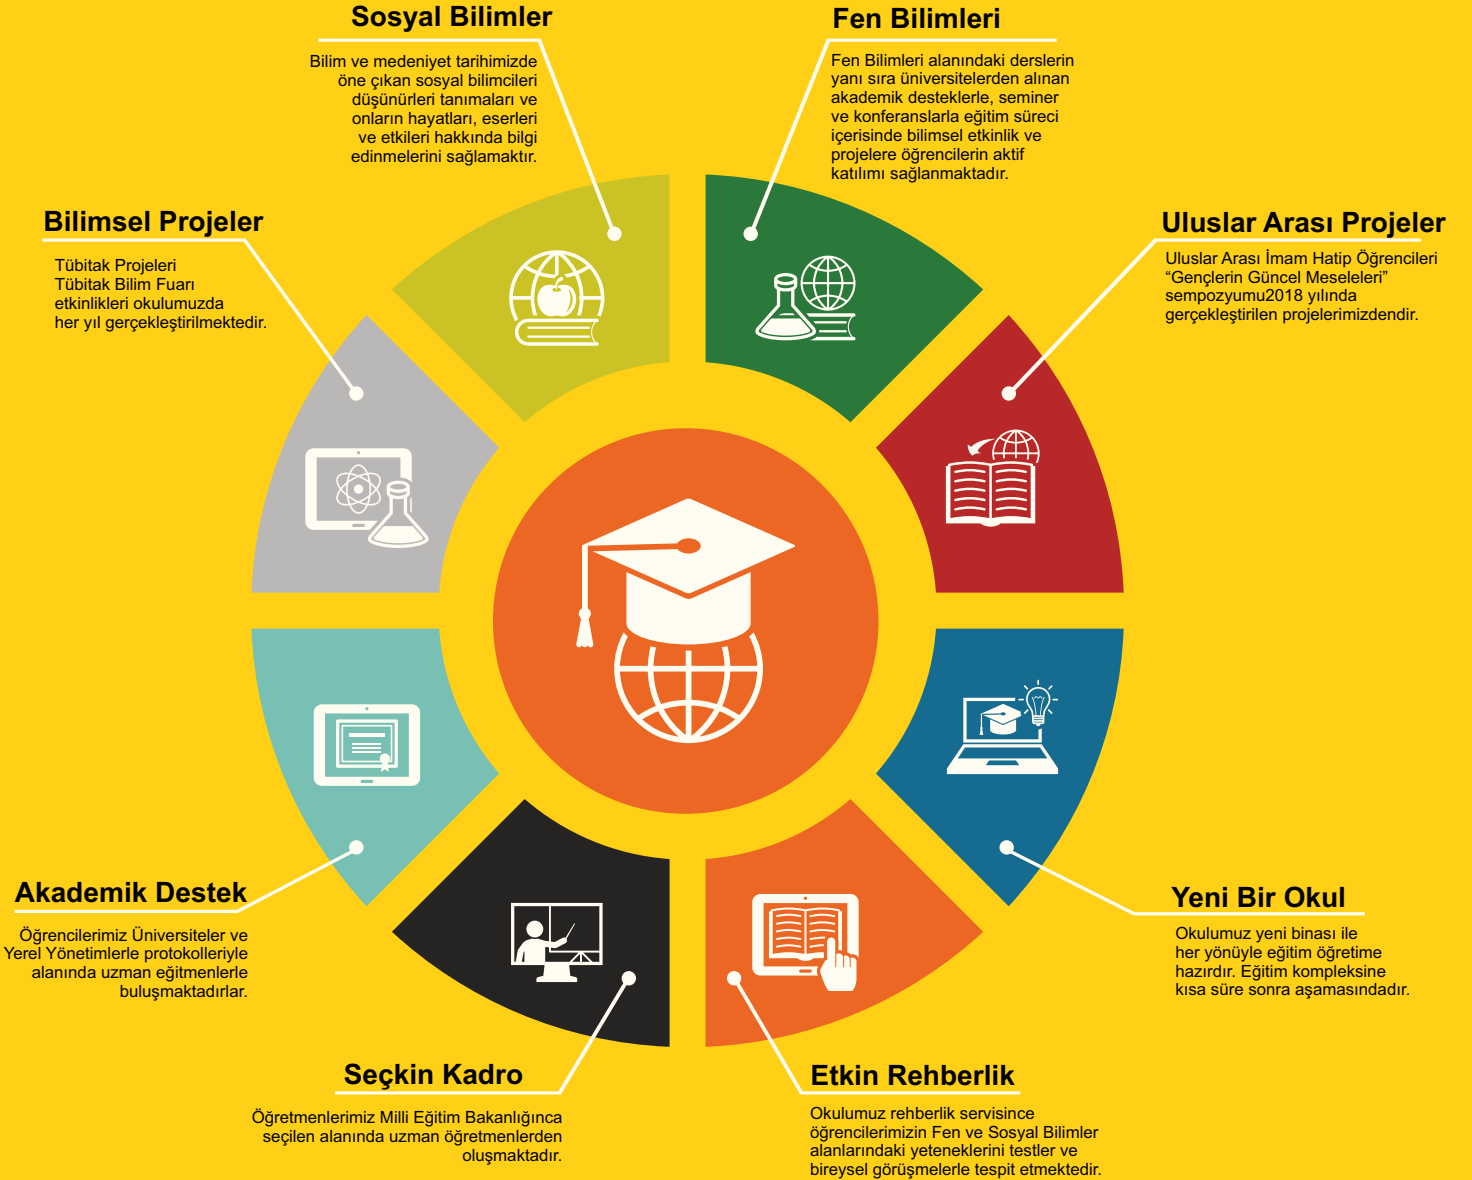 Sosyal Bilimler
Bilim ve medeniyet tarihimizde
öne çıkan sosyal bilimcileri
düşünürleri tanımaları ve
onların hayatları, eserleri
ve etkileri hakkında bilgi
edinmelerini sağlamaktır.
Fen Bilimleri
Fen Bilimleri alanındaki derslerin
yanı sıra üniversitelerden alınan
akademik desteklerle, seminer
ve konferanslarla eğitim süreci
içerisinde bilimsel etkinlik ve
projelere öğrencilerin aktif
katılımı sağlanmaktadır.
Bilimsel Projeler
Tübitak Projeleri
Tübitak Bilim Fuarı
etkinlikleri okulumuzda
her yıl gerçekleştirilmektedir.
Uluslar Arası Projeler
Uluslar Arası İmam Hatip Öğrencileri
“Gençlerin Güncel Meseleleri”
sempozyumu2018 yılında
gerçekleştirilen projelerimizdendir.
Akademik Destek
Öğrencilerimiz Üniversiteler ve
Yerel Yönetimlerle protokolleriyle
alanında uzman eğitmenlerle
buluşmaktadırlar.
Yeni Bir Okul
Okulumuz yeni binası ile
her yönüyle eğitim öğretime
hazırdır. Eğitim kompleksine
kısa süre sonra aşamasındadır.
Seçkin Kadro
Öğretmenlerimiz Milli Eğitim Bakanlığınca
seçilen alanında uzman öğretmenlerden
oluşmaktadır.
Etkin Rehberlik
Okulumuz rehberlik servisince
öğrencilerimizin Fen ve Sosyal Bilimler
alanlarındaki yeteneklerini testler ve
bireysel görüşmelerle tespit etmektedir.